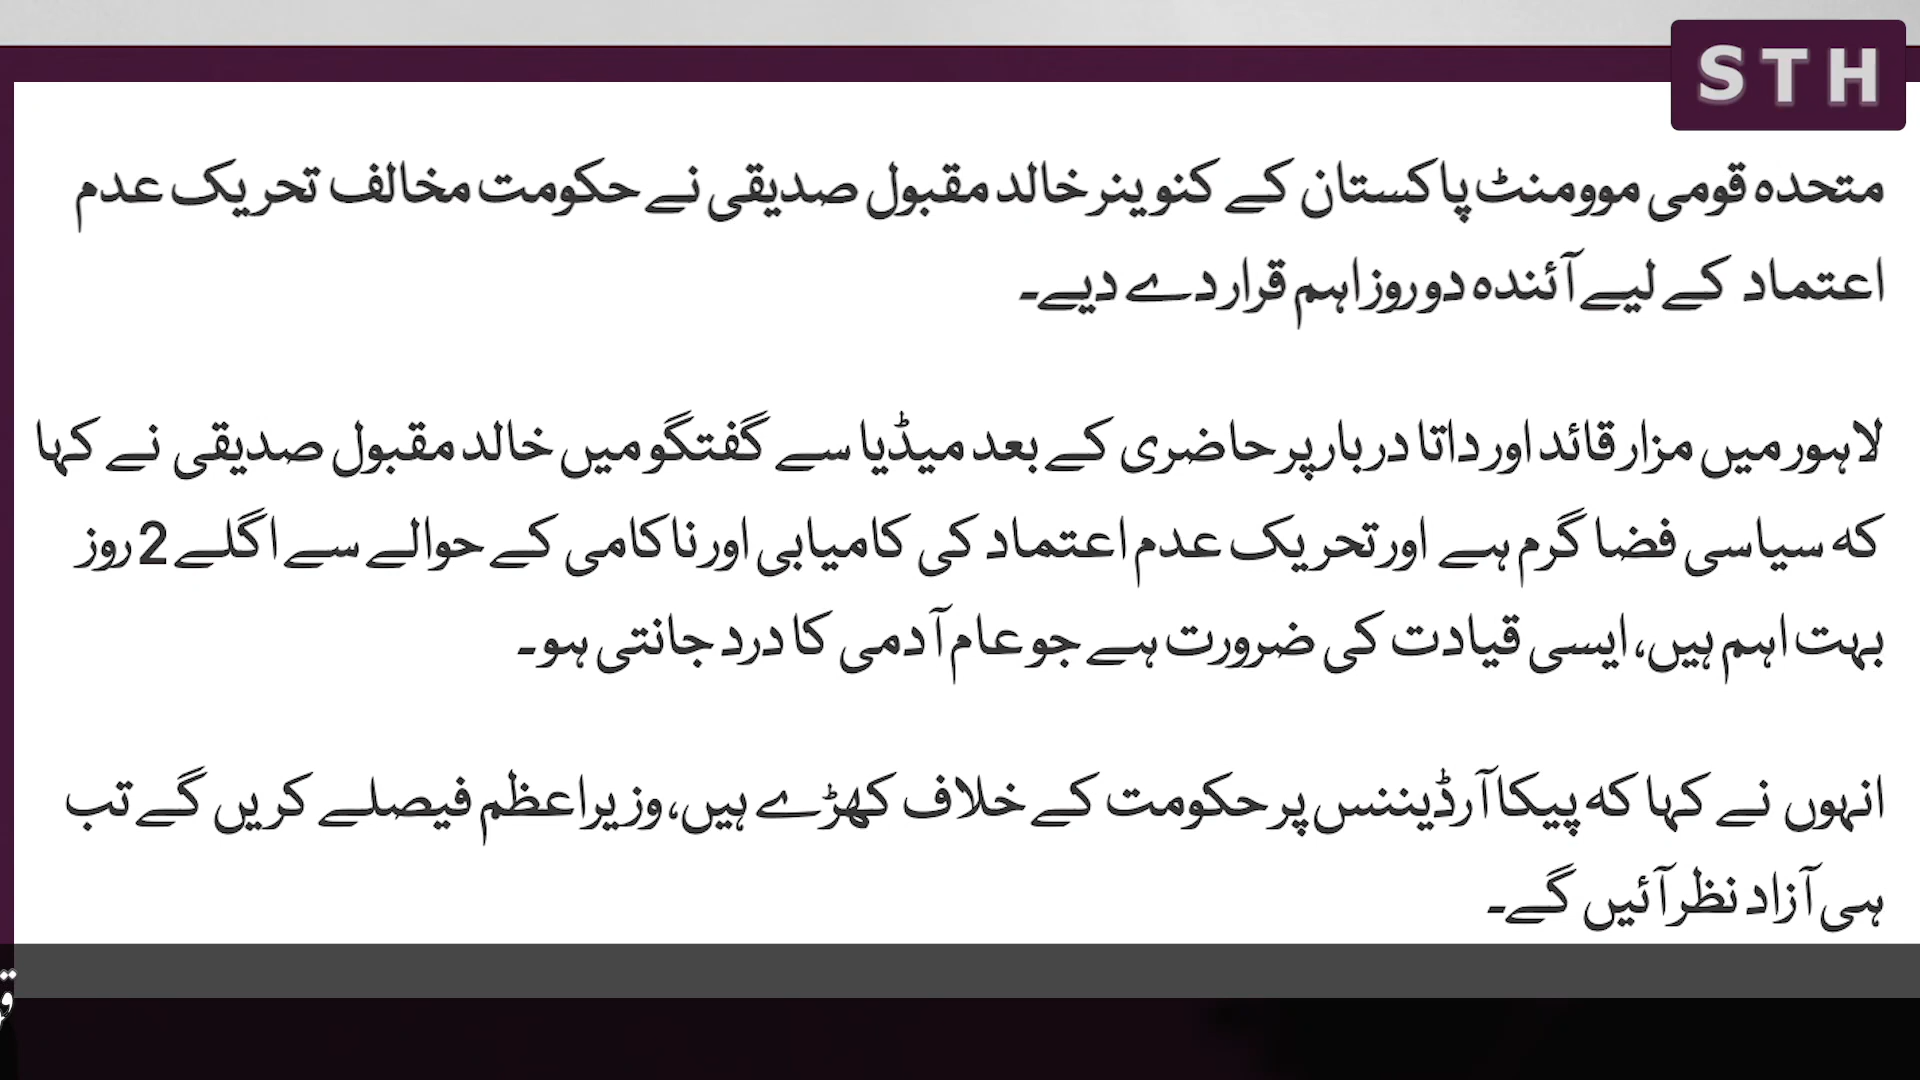 STH
متحدہ قومی موومنٹ پاکستان کے کنوینر خالد مقبول صدیقی نے حکومت مخالف تحریک عدم
اعتماد کے لیے آئندہ دو روز اہم قرار دے دیے۔
لاہور میں مزار قائد اور داتا دربار پر حاضری کے بعد میڈیا سے گفتگو میں خالد مقبول صدیقی نے کہا
کہ سیاسی فضا گرم ہے اور تحریک عدم اعتماد کی کامیابی اور ناکامی کے حوالے سے اگلے 2 روز
بہت اہم ہیں، ایسی قیادت کی ضرورت ہے جو عام آدمی کا درد جانتی ہو۔
انہوں نے کہا کہ پیکا آرڈیننس پر حکومت کے خلاف کھڑے ہیں، وزیراعظم فیصلے کریں گے تب
ہی آزاد نظر آئیں گے۔